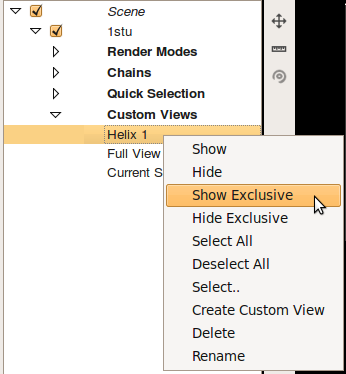 Scene
1stu
Render Modes
Chains
Quick Selection
Custom Views
Helix 1
Full View
Current S
Show
Hide
Show Exclusive
Hide Exclusive
Select All
Deselect All
Select..
Create Custom View
Delete
Rename